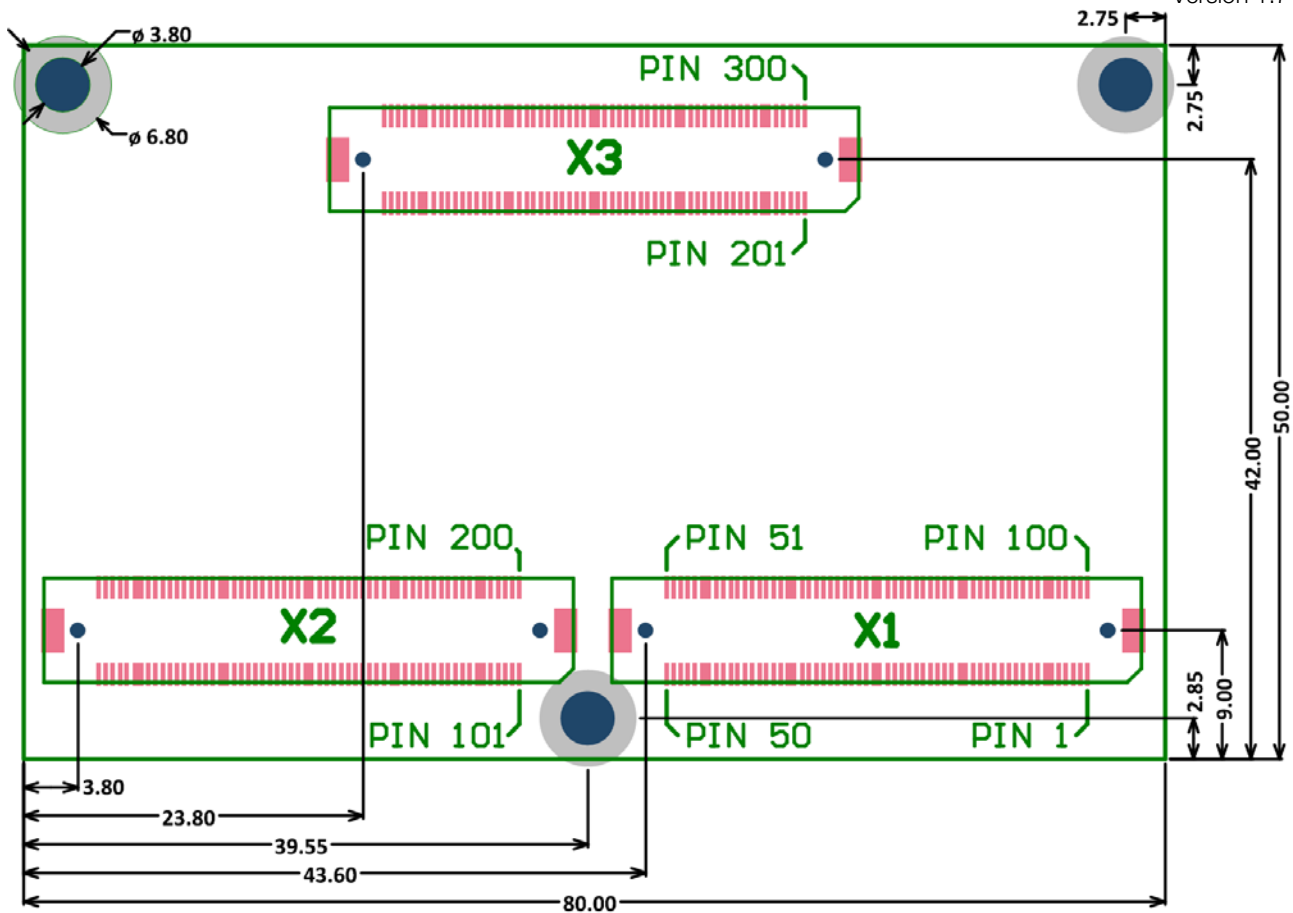 Version 1.7
2.75
ø 3.80
PIN 300
2.75
ø 6.80
X3
PIN 201
50.00
42.00
PIN 200
PIN 51
PIN 100
X2
X1
2.85
9.00
PIN 101
PIN 50
PIN 1
3.80
23.80
39.55
43.60
80.00